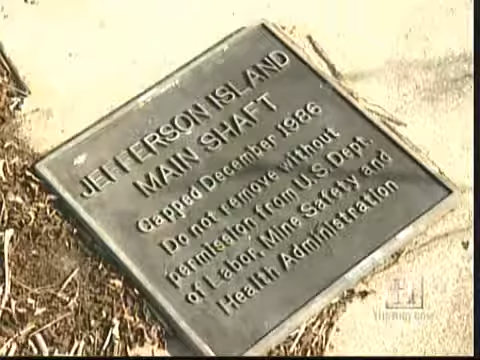 JEFFERSON ISLAND
MAIN SHAFT
Capped December 1986
Do not remove without
permission from U.S. Dept.
of Labor, Mine Safety and
Health Administration
H